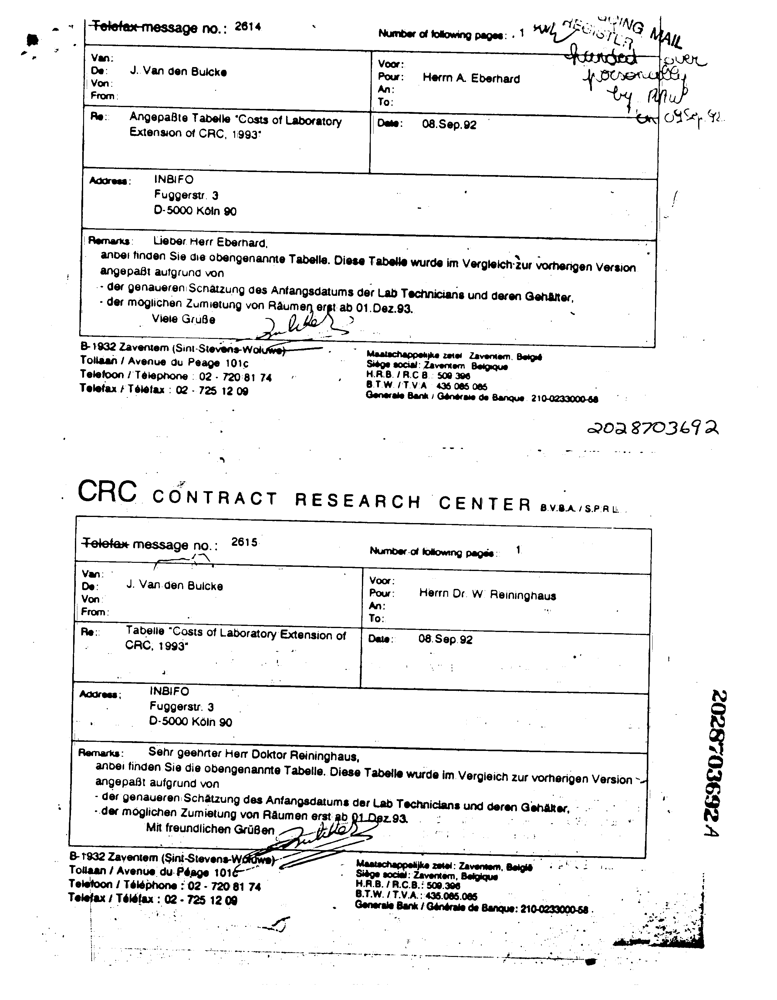 Telefax message no.: 2614
Number of following pages: 1
GOING MAIL
REGISTER
handed over
personally
by
on 09 Sep. 92
Van:
De: J. Van den Bulcke
Von:
From:
Voor:
Pour: Herrn A. Eberhard
An:
To:
Re: Angepaßte Tabelle "Costs of Laboratory
Extension of CRC, 1993"
Date: 08.Sep.92
Address: INBIFO
Fuggerstr. 3
D-5000 Köln 90
Remarks: Lieber Herr Eberhard,
anbei finden Sie die obengenannte Tabelle. Diese Tabelle wurde im Vergleich zur vorherigen Version
angepaßt aufgrund von
- der genaueren Schätzung des Anfangsdatums der Lab Technicians und deren Gehälter,
- der möglichen Zumietung von Räumen erst ab 01.Dez.93.
Viele Grüße
B-1932 Zaventem (Sint-Stevens-Woluwe)
Tollaan / Avenue du Péage 101c
Telefoon / Téléphone : 02 - 720 81 74
Telefax / Téléfax : 02 - 725 12 09
Maatschappelijke zetel: Zaventem, België
Siège social: Zaventem, Belgique
H.R.B. / R.C.B.: 509.396
B.T.W. / T.V.A.: 435.085.085
Generale Bank / Générale de Banque: 210-0233000-58
2028703692
CRC CONTRACT RESEARCH CENTER B.V.B.A. / S.P.R.L.
Telefax message no.: 2615
Number of following pages: 1
Van:
De: J. Van den Bulcke
Von:
From:
Voor:
Pour: Herrn Dr. W. Reininghaus
An:
To:
Re: Tabelle "Costs of Laboratory Extension of
CRC, 1993"
Date: 08.Sep.92
Address: INBIFO
Fuggerstr. 3
D-5000 Köln 90
Remarks: Sehr geehrter Herr Doktor Reininghaus,
anbei finden Sie die obengenannte Tabelle. Diese Tabelle wurde im Vergleich zur vorherigen Version
angepaßt aufgrund von
- der genaueren Schätzung des Anfangsdatums der Lab Technicians und deren Gehälter,
- der möglichen Zumietung von Räumen erst ab 01.Dez.93.
Mit freundlichen Grüßen
B-1932 Zaventem (Sint-Stevens-Woluwe)
Tollaan / Avenue du Péage 101c
Telefoon / Téléphone : 02 - 720 81 74
Telefax / Téléfax : 02 - 725 12 09
Maatschappelijke zetel: Zaventem, België
Siège social: Zaventem, Belgique
H.R.B. / R.C.B.: 509.396
B.T.W. / T.V.A.: 435.085.085
Generale Bank / Générale de Banque: 210-0233000-58
2028703692 A